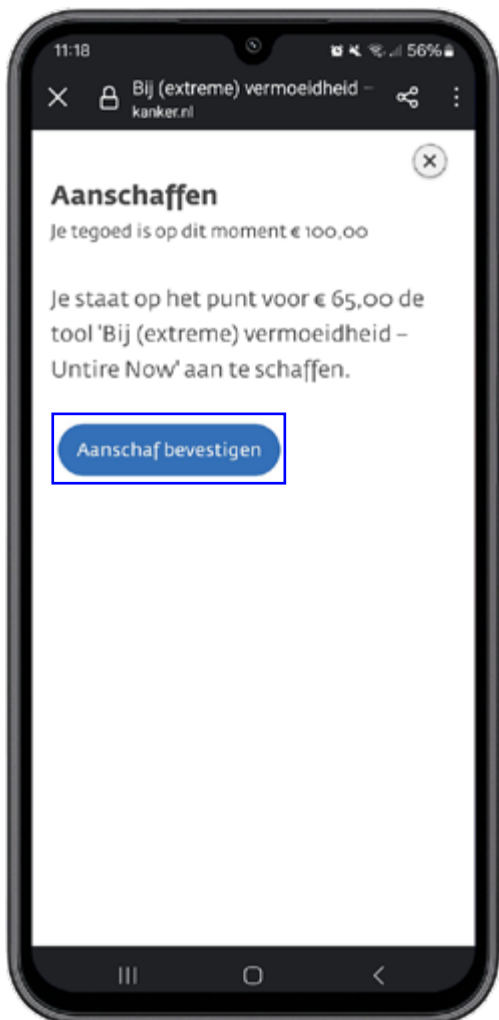 11:18
56%
Bij (extreme) vermoeidheid –
kanker.nl
Aanschaffen
Je tegoed is op dit moment € 100,00
Je staat op het punt voor € 65,00 de
tool 'Bij (extreme) vermoeidheid –
Untire Now' aan te schaffen.
Aanschaf bevestigen